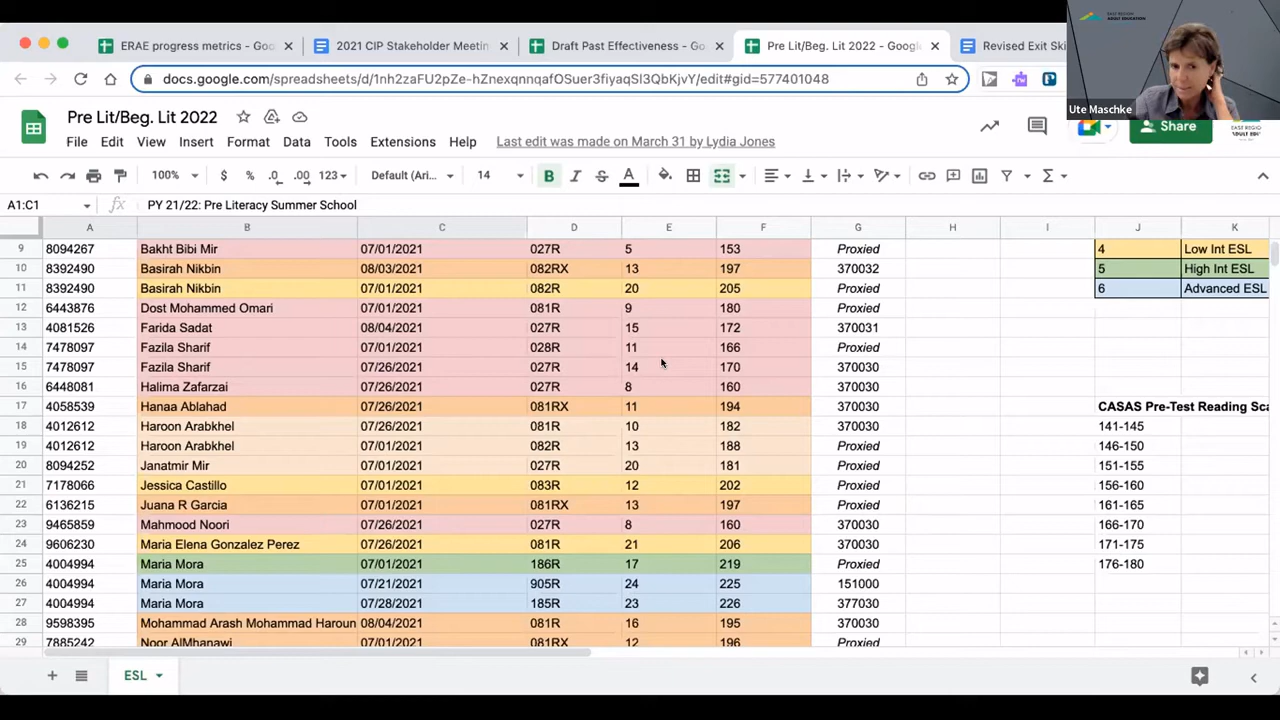 ERAE progress metrics - Goo
2021 CIP Stakeholder Meetin
Draft Past Effectiveness - Goo
Pre Lit/Beg. Lit 2022 - Google
Revised Exit Ski
EAST REGION
ADULT EDUCATION
Ute Maschke
docs.google.com/spreadsheets/d/1nh2zaFU2pZe-hZnexqnnqafOSuer3fiyaqSl3QbKjvY/edit#gid=577401048
Pre Lit/Beg. Lit 2022
Share
File Edit View Insert Format Data Tools Extensions Help Last edit was made on March 31 by Lydia Jones
100% $ % .0 .00 123 Default (Ari... 14 B I S A
A1:C1 fx PY 21/22: Pre Literacy Summer School
A B C D E F G H I J K
9 8094267 Bakht Bibi Mir 07/01/2021 027R 5 153 Proxied 4 Low Int ESL
10 8392490 Basirah Nikbin 08/03/2021 082RX 13 197 370032 5 High Int ESL
11 8392490 Basirah Nikbin 07/01/2021 082R 20 205 Proxied 6 Advanced ESL
12 6443876 Dost Mohammed Omari 07/01/2021 081R 9 180 Proxied
13 4081526 Farida Sadat 08/04/2021 027R 15 172 370031
14 7478097 Fazila Sharif 07/01/2021 028R 11 166 Proxied
15 7478097 Fazila Sharif 07/26/2021 027R 14 170 370030
16 6448081 Halima Zafarzai 07/26/2021 027R 8 160 370030
17 4058539 Hanaa Ablahad 07/26/2021 081RX 11 194 370030 CASAS Pre-Test Reading Sca
18 4012612 Haroon Arabkhel 07/26/2021 081R 10 182 370030 141-145
19 4012612 Haroon Arabkhel 07/01/2021 082R 13 188 Proxied 146-150
20 8094252 Janatmir Mir 07/01/2021 027R 20 181 Proxied 151-155
21 7178066 Jessica Castillo 07/01/2021 083R 12 202 Proxied 156-160
22 6136215 Juana R Garcia 07/01/2021 081RX 13 197 Proxied 161-165
23 9465859 Mahmood Noori 07/26/2021 027R 8 160 370030 166-170
24 9606230 Maria Elena Gonzalez Perez 07/26/2021 081R 21 206 370030 171-175
25 4004994 Maria Mora 07/01/2021 186R 17 219 Proxied 176-180
26 4004994 Maria Mora 07/21/2021 905R 24 225 151000
27 4004994 Maria Mora 07/28/2021 185R 23 226 377030
28 9598395 Mohammad Arash Mohammad Haroun 08/04/2021 081R 16 195 370030
29 7885242 Noor AlMhanawi 07/01/2021 081RX 12 196 Proxied
ESL